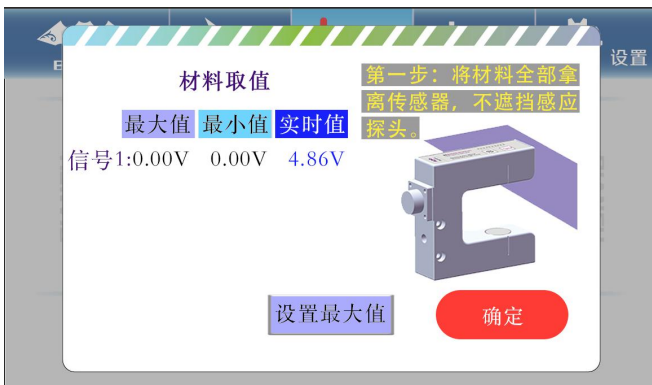 设置
材料取值
第一步：将材料全部拿
离传感器，不遮挡感应
探头。
最大值 最小值 实时值
信号1:0.00V 0.00V 4.86V
设置最大值
确定